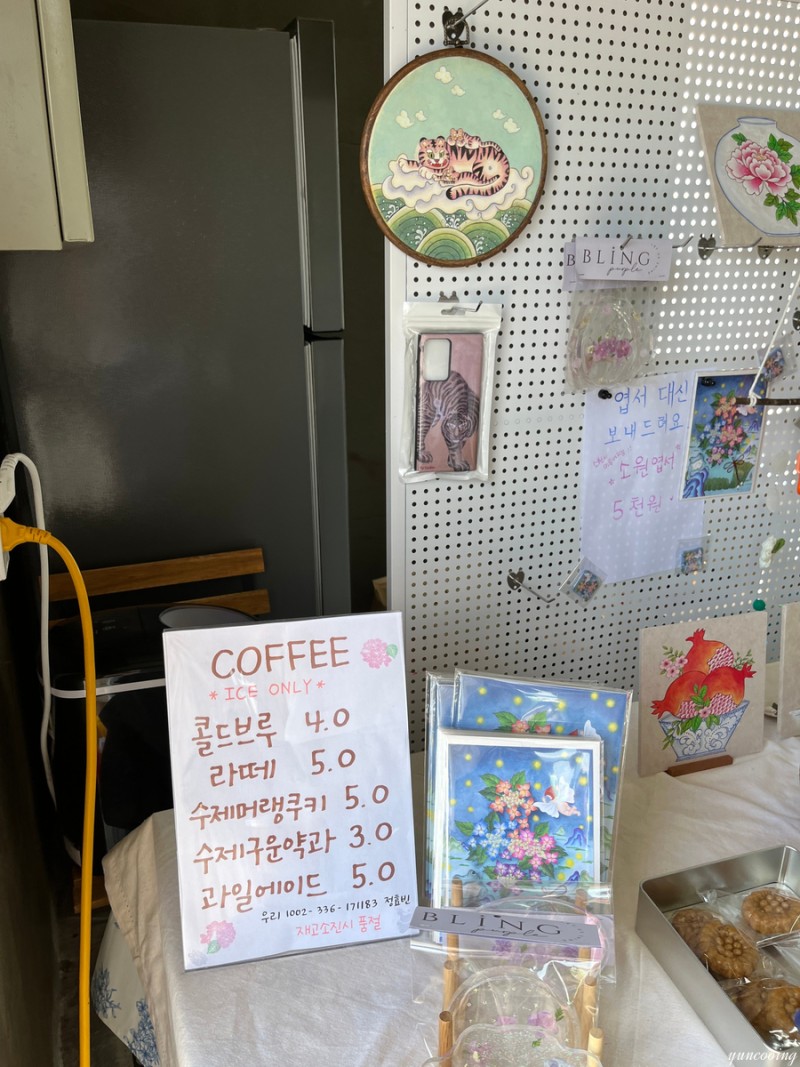 BLiNG
purple
엽서 대신
보내드려요
"소원엽서"
5천원
COFFEE
*ICE ONLY*
콜드브루 4.0
라떼 5.0
수제머랭쿠키 5.0
수제구운약과 3.0
과일에이드 5.0
우리 1002-336-171183 정효빈
재고소진시 품절
BLiNG
purple
yuncooing